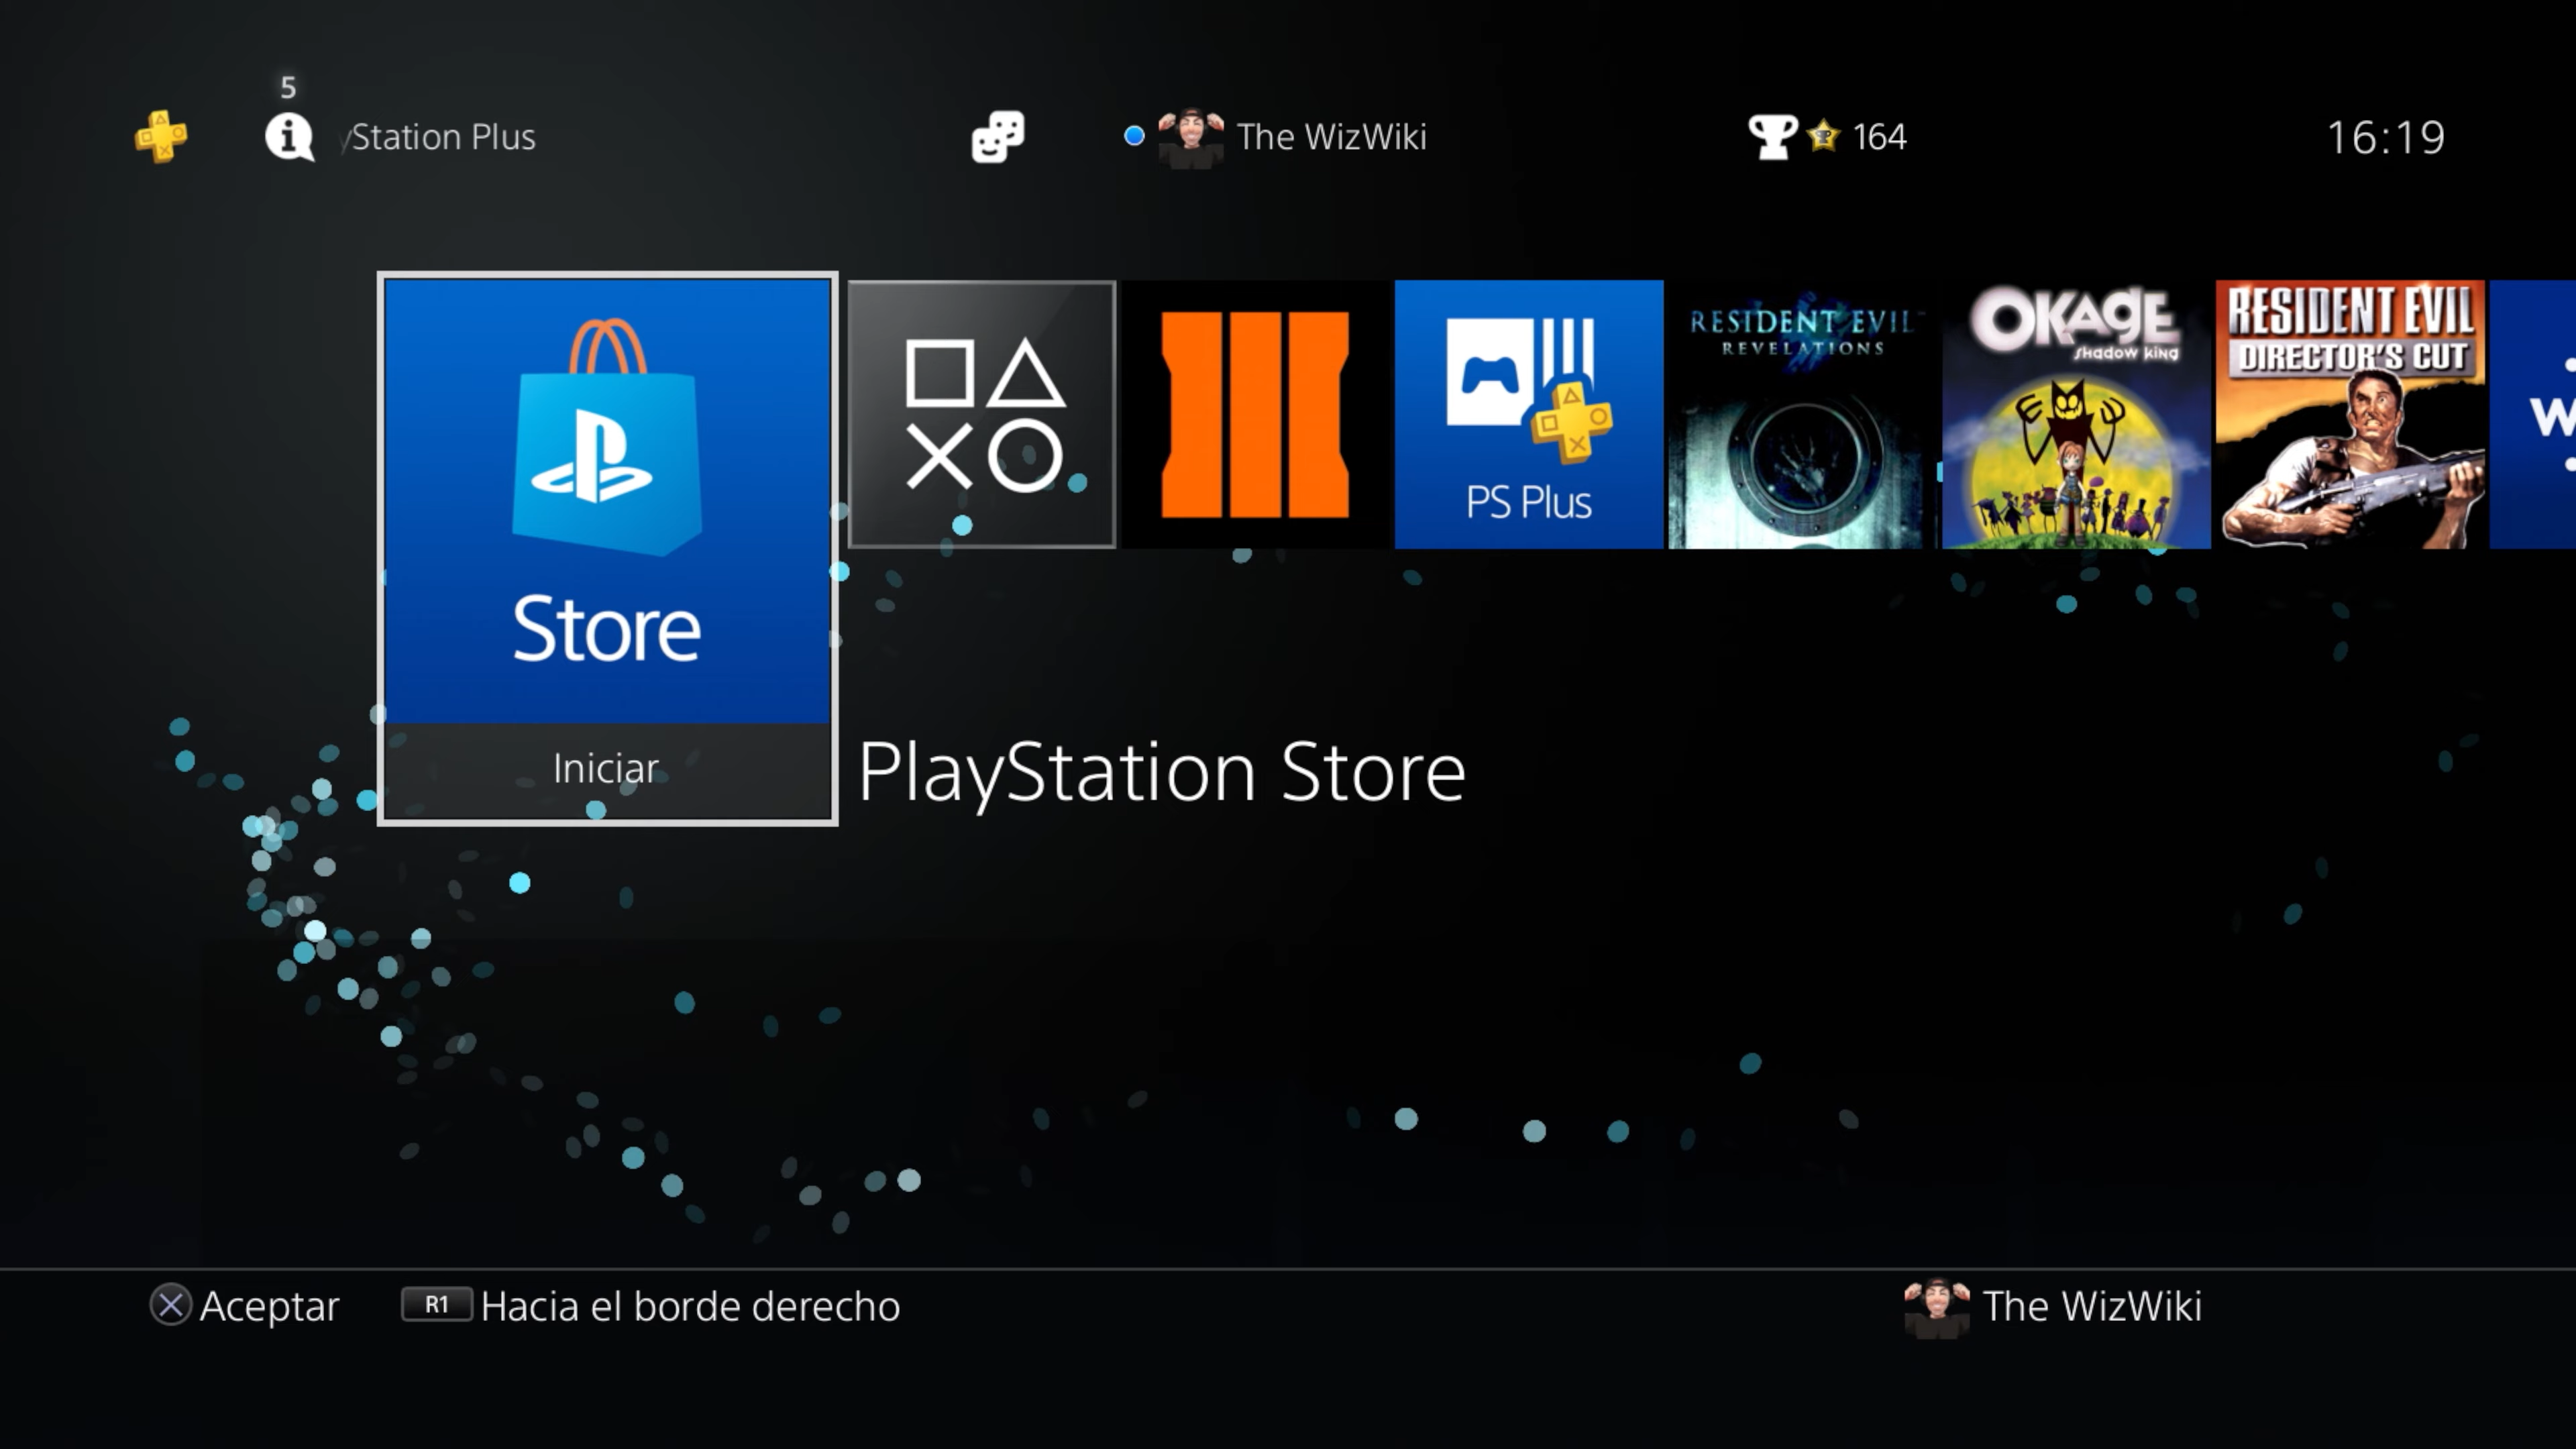 5
yStation Plus
The WizWiki
164
16:19
Store
PS Plus
RESIDENT EVIL
REVELATIONS
OKAGE
Shadow King
RESIDENT EVIL
DIRECTOR'S CUT
W
Iniciar
PlayStation Store
Aceptar
R1 Hacia el borde derecho
The WizWiki